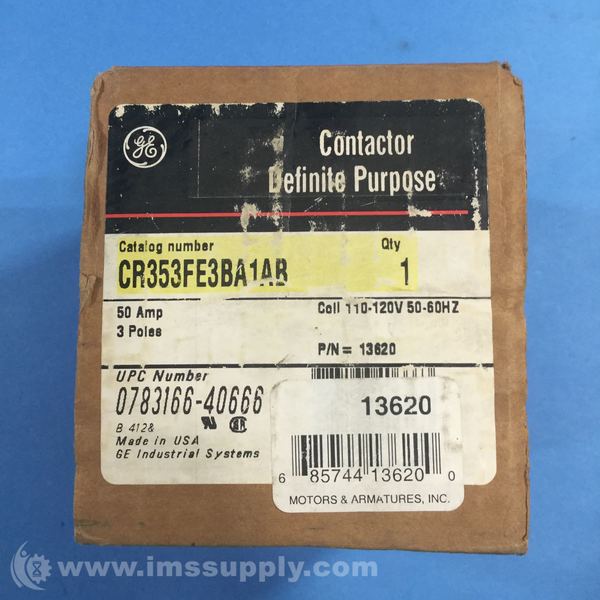 GE
Contactor
Definite Purpose
Catalog number
Qty
CR353FE3BA1AB
1
50 Amp
Coil 110-120V 50-60HZ
3 Poles
P/N = 13620
UPC Number
0783166-40666
13620
B 412&
Made in USA
GE Industrial Systems
6 85744 13620 0
MOTORS & ARMATURES, INC.
www.imssupply.com